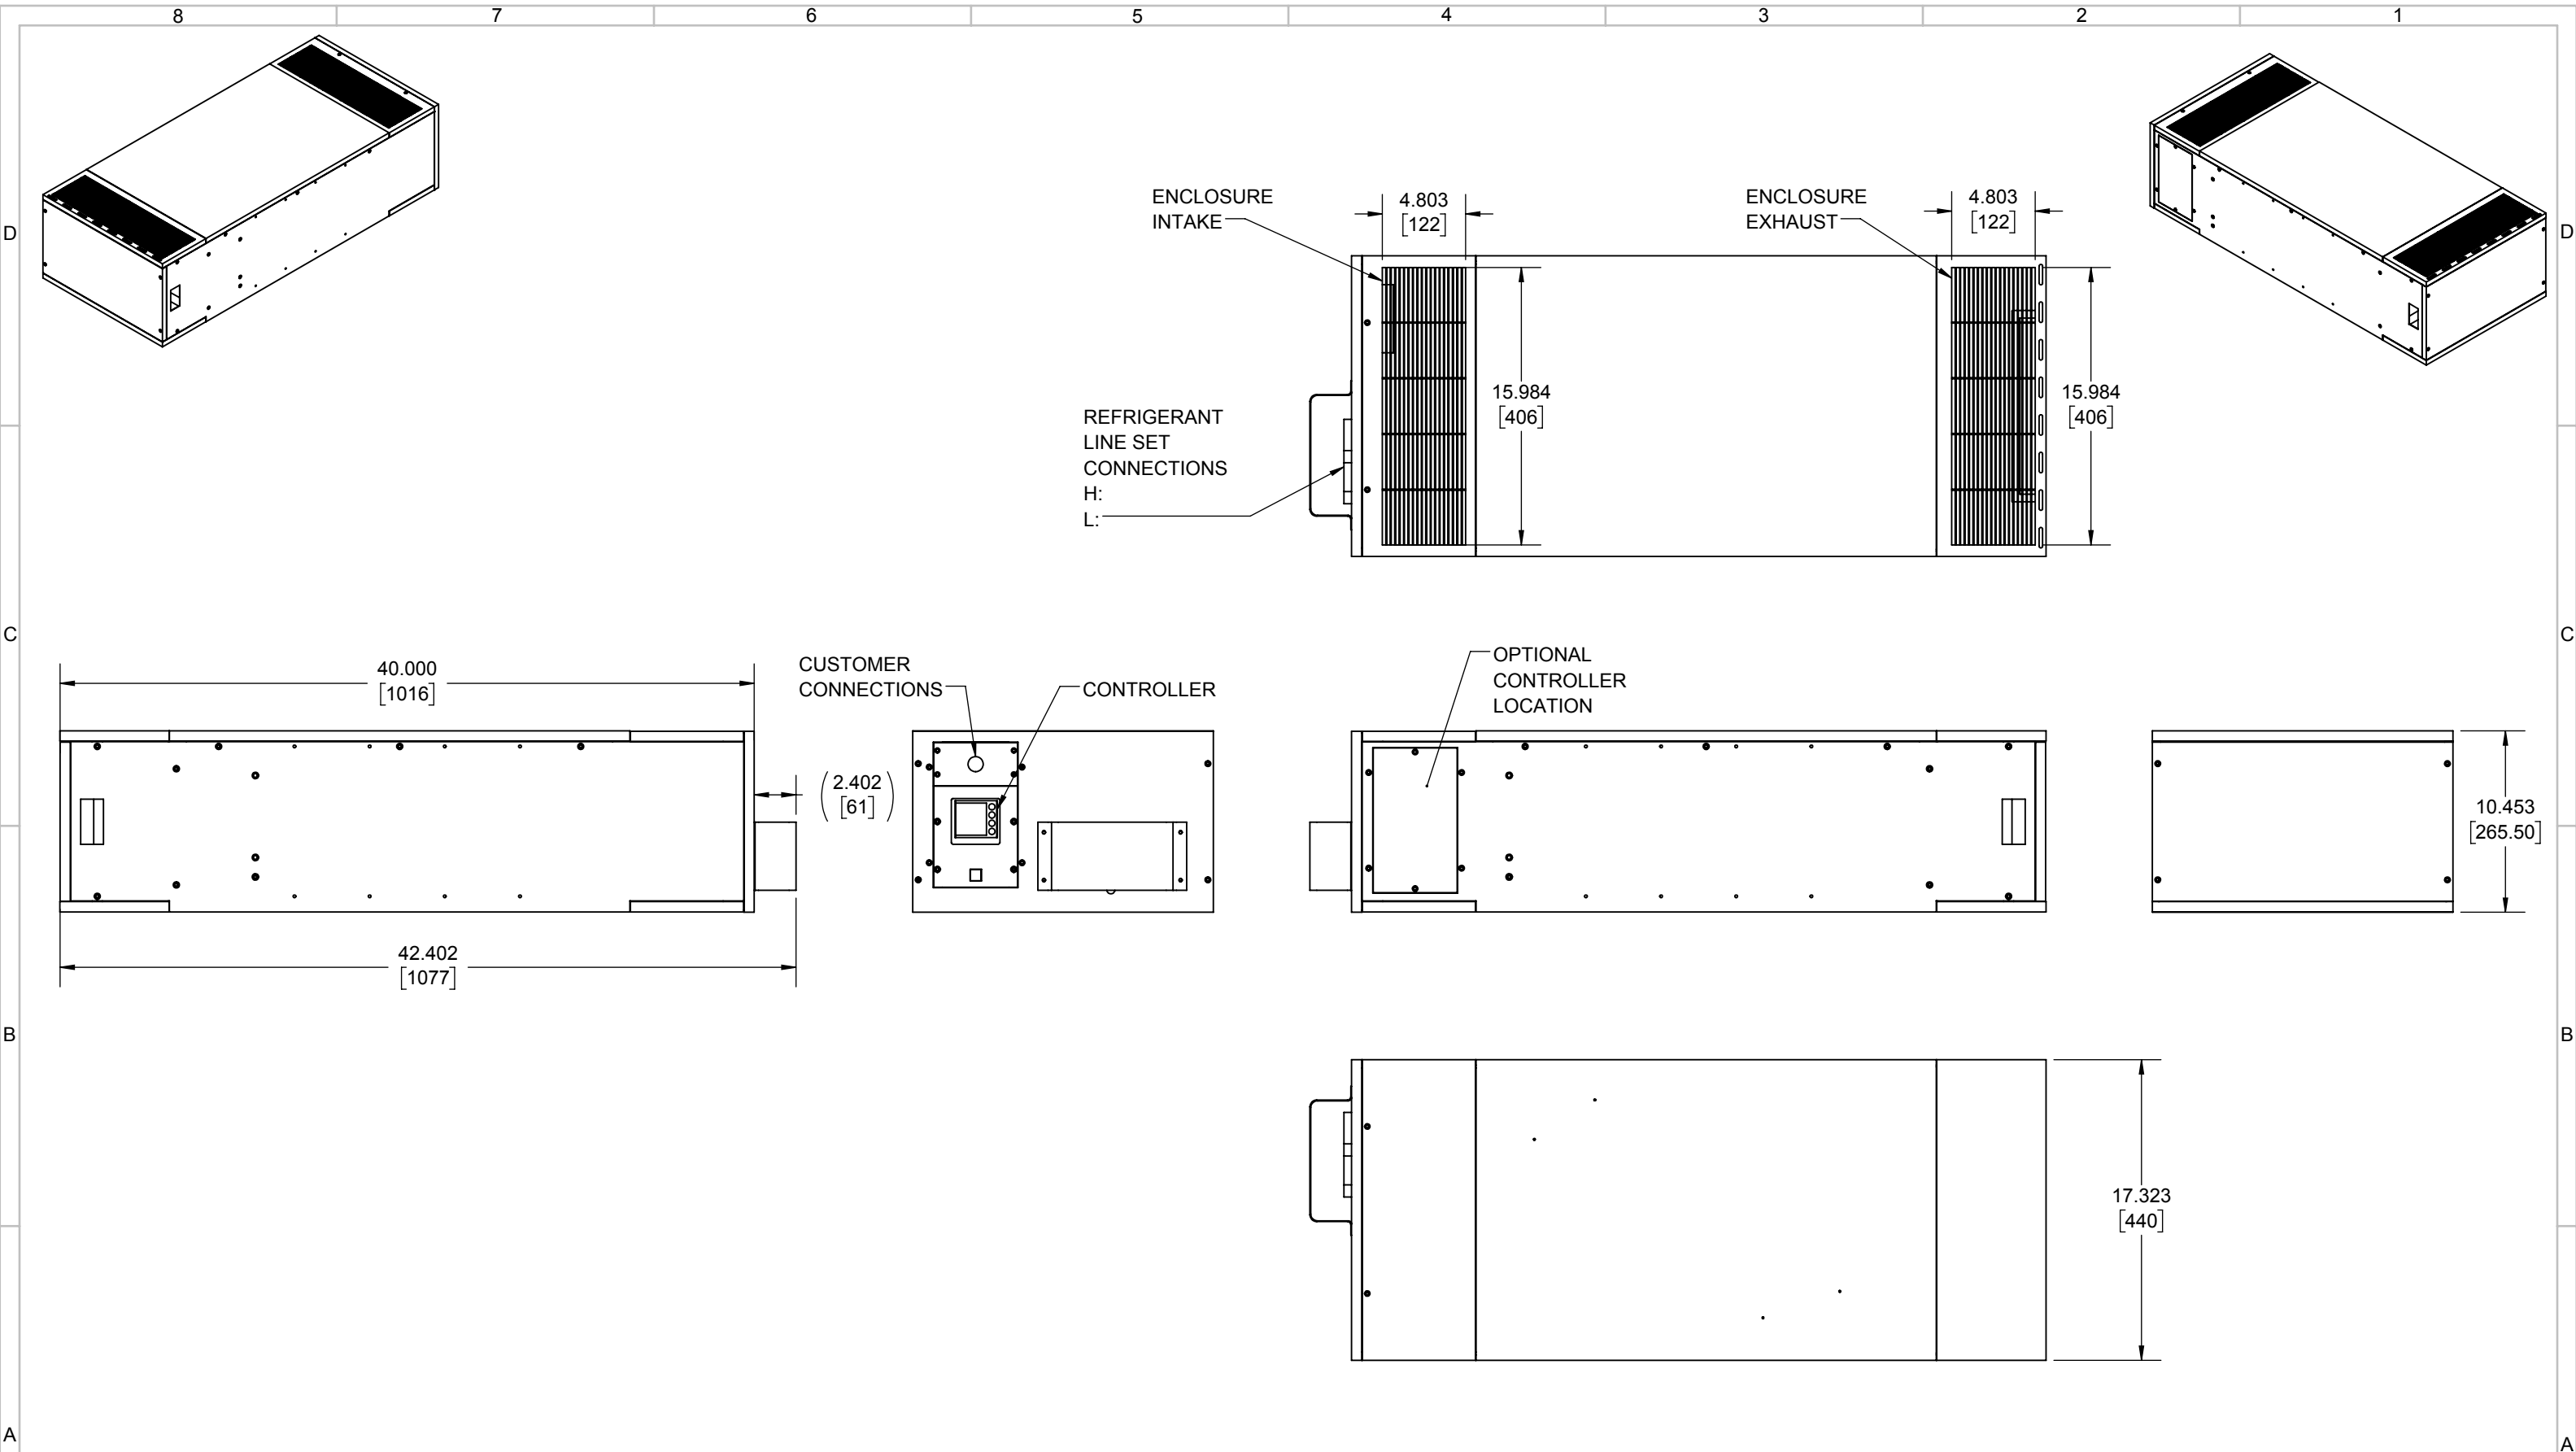 8 7 6 5 4 3 2 1
D
D
C
C
B
B
A
A
ENCLOSURE
INTAKE
4.803
[122]
ENCLOSURE
EXHAUST
4.803
[122]
15.984
[406]
15.984
[406]
REFRIGERANT
LINE SET
CONNECTIONS
H:
L:
40.000
[1016]
CUSTOMER
CONNECTIONS
CONTROLLER
OPTIONAL
CONTROLLER
LOCATION
(2.402
[61])
10.453
[265.50]
42.402
[1077]
17.323
[440]